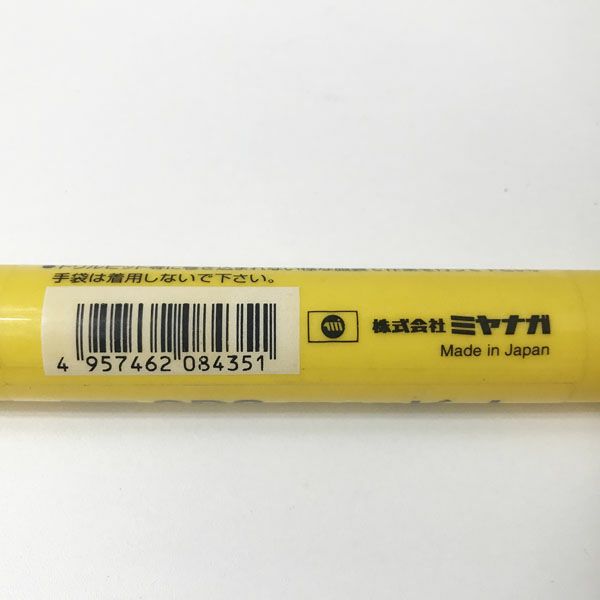 手袋は着用しないで下さい。
4 957462 084351
株式会社 ミヤナガ
Made in Japan